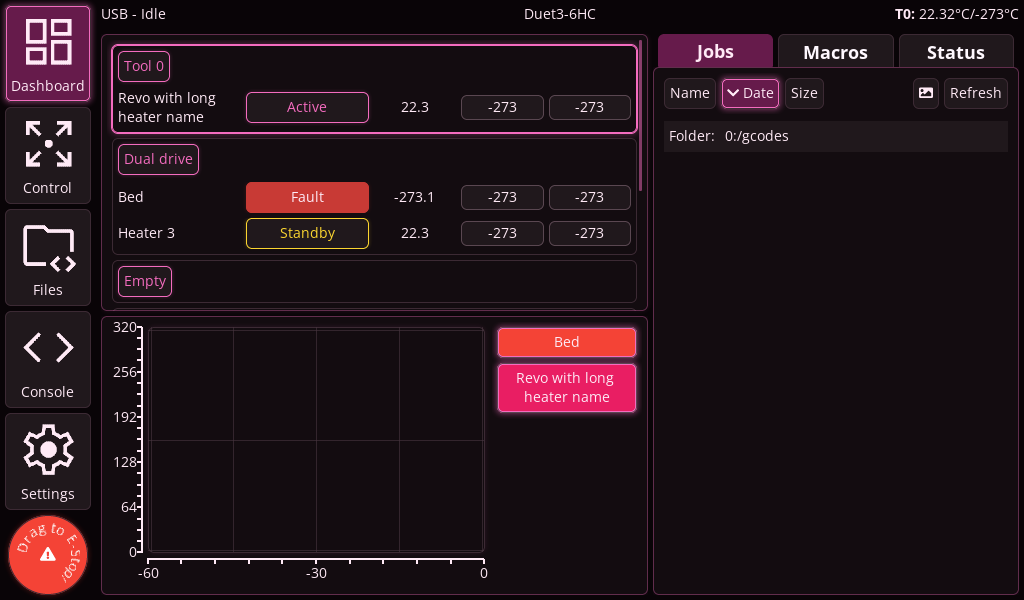 USB - Idle
Duet3-6HC
T0: 22.32°C/-273°C
Dashboard
Control
Files
Console
Settings
Drag to E-Stop!
Tool 0
Revo with long
heater name
Active
22.3
-273
-273
Dual drive
Bed
Fault
-273.1
-273
-273
Heater 3
Standby
22.3
-273
-273
Empty
320
256
192
128
64
0
-60
-30
0
Bed
Revo with long
heater name
Jobs
Macros
Status
Name
Date
Size
Refresh
Folder: 0:/gcodes